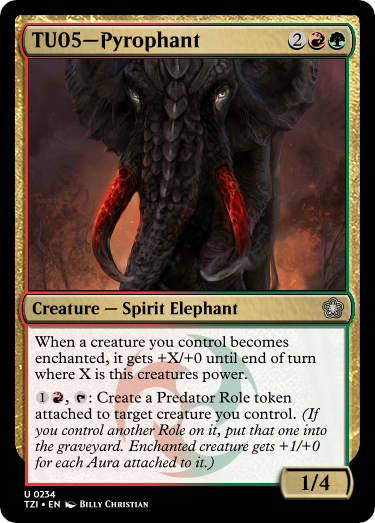 TU05—Pyrophant 2
Creature — Spirit Elephant
When a creature you control becomes
enchanted, it gets +X/+0 until end of turn
where X is this creatures power.
1 , : Create a Predator Role token
attached to target creature you control. (If
you control another Role on it, put that one into
the graveyard. Enchanted creature gets +1/+0
for each Aura attached to it.)
1/4
U 0234
TZI • EN Billy Christian